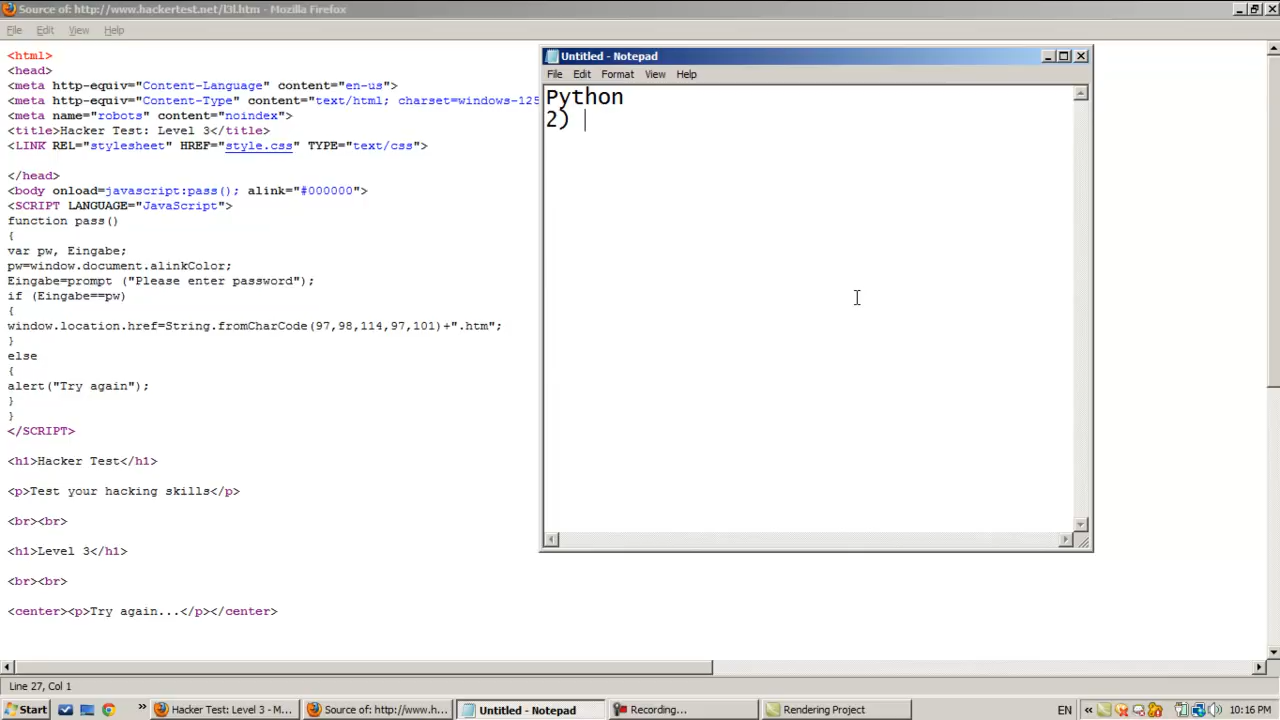 Source of: http://www.hackertest.net/l3l.htm - Mozilla Firefox
File Edit View Help
<html>
<head>
<meta http-equiv="Content-Language" content="en-us">
<meta http-equiv="Content-Type" content="text/html; charset=windows-125
<meta name="robots" content="noindex">
<title>Hacker Test: Level 3</title>
<LINK REL="stylesheet" HREF="style.css" TYPE="text/css">
</head>
<body onload=javascript:pass(); alink="#000000">
<SCRIPT LANGUAGE="JavaScript">
function pass()
{
var pw, Eingabe;
pw=window.document.alinkColor;
Eingabe=prompt ("Please enter password");
if (Eingabe==pw)
{
window.location.href=String.fromCharCode(97,98,114,97,101)+".htm";
}
else
{
alert("Try again");
}
}
</SCRIPT>
<h1>Hacker Test</h1>
<p>Test your hacking skills</p>
<br><br>
<h1>Level 3</h1>
<br><br>
<center><p>Try again...</p></center>
Untitled - Notepad
File Edit Format View Help
Python
2)
Line 27, Col 1
Start » Hacker Test: Level 3 - M... Source of: http://www.h... Untitled - Notepad Recording... Rendering Project EN « 10:16 PM